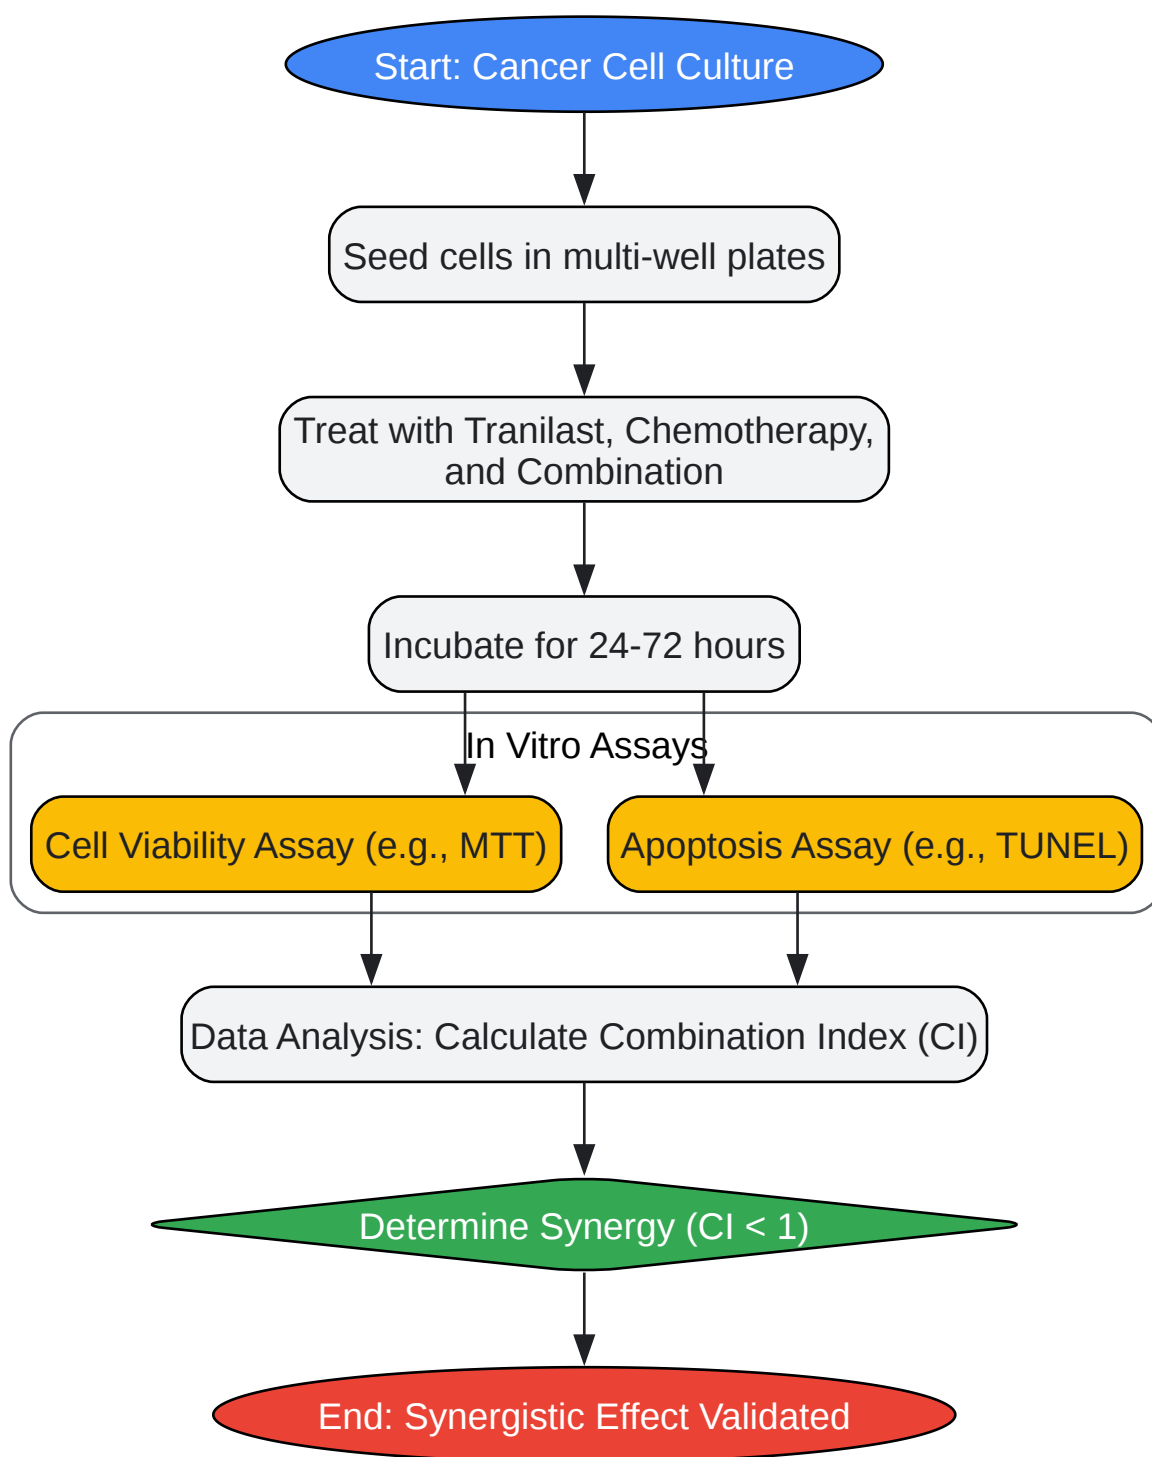 Start: Cancer Cell Culture
Seed cells in multi-well plates
Treat with Tranilast, Chemotherapy,
and Combination
Incubate for 24-72 hours
In Vitro Assays
Cell Viability Assay (e.g., MTT)
Apoptosis Assay (e.g., TUNEL)
Data Analysis: Calculate Combination Index (CI)
Determine Synergy (CI < 1)
End: Synergistic Effect Validated